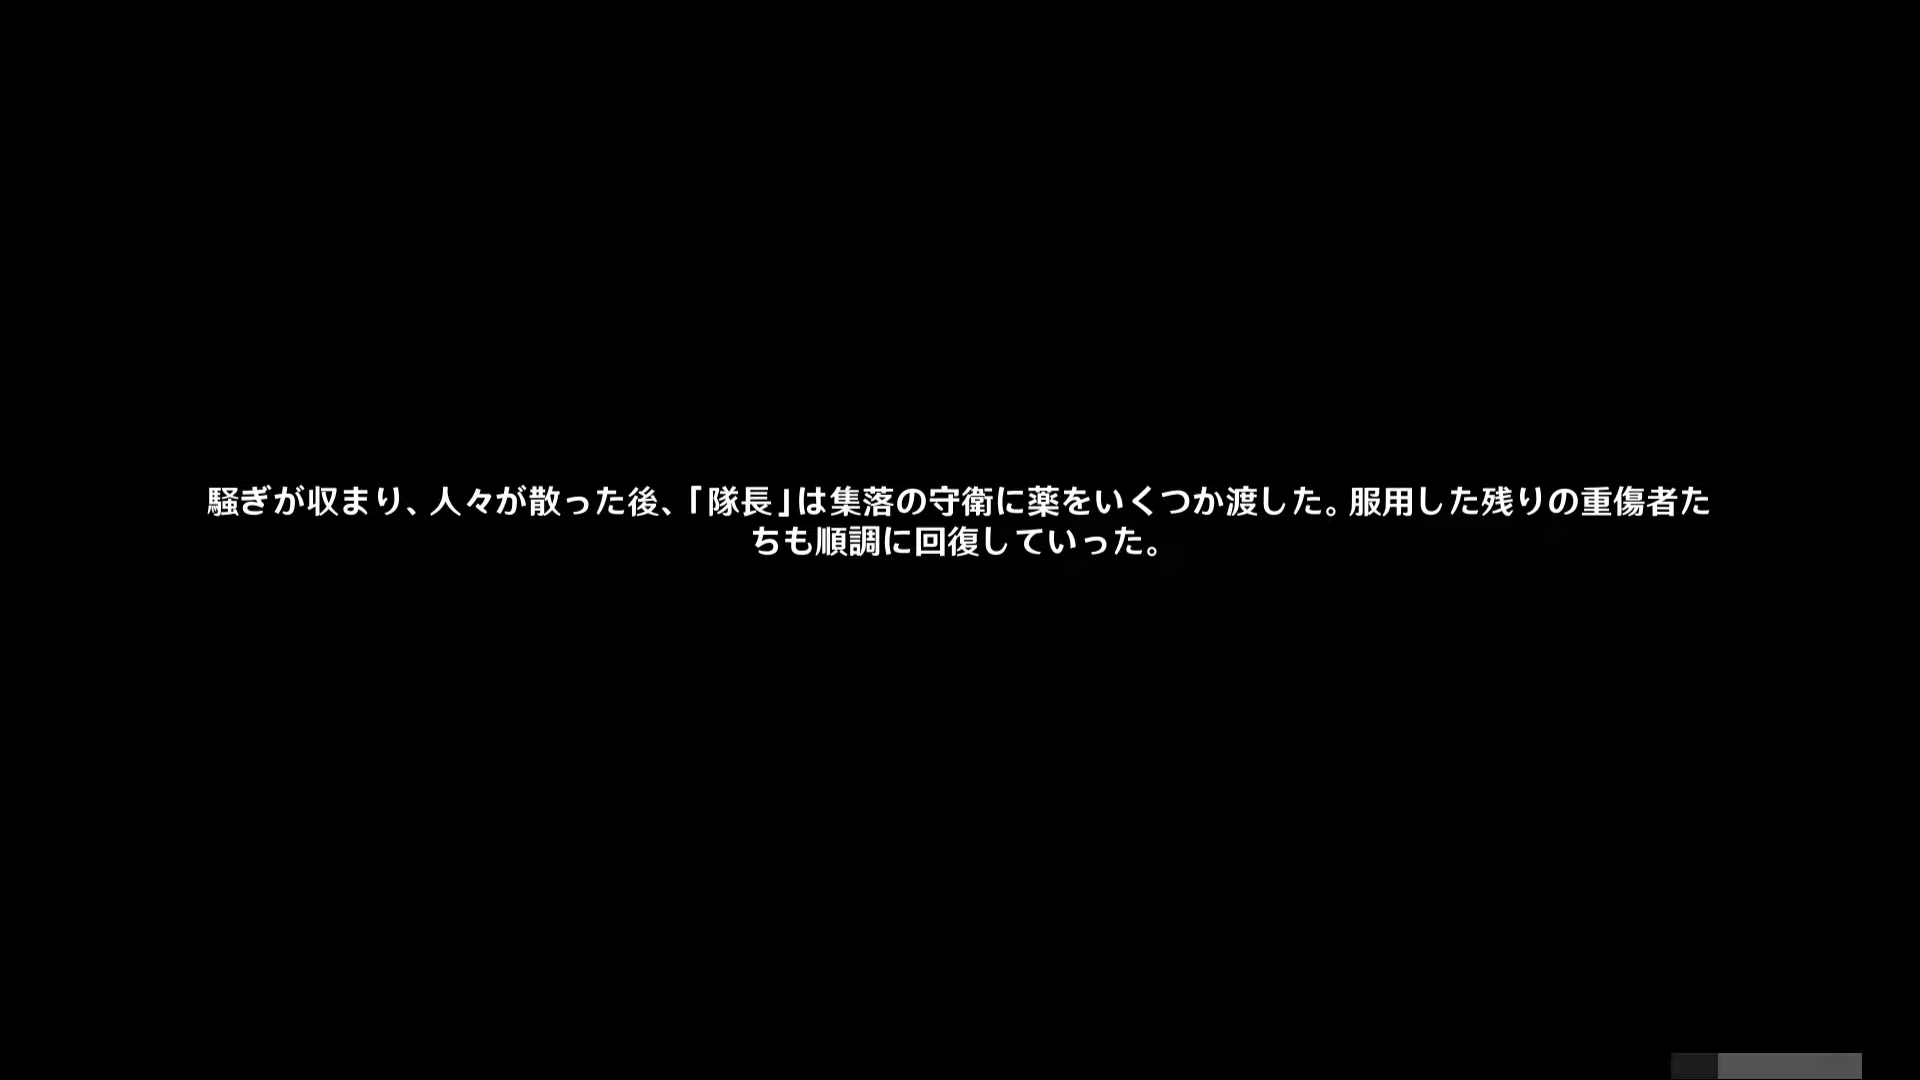 騒ぎが収まり、人々が散った後、「隊長」は集落の守衛に薬をいくつか渡した。服用した残りの重傷者た
ちも順調に回復していった。